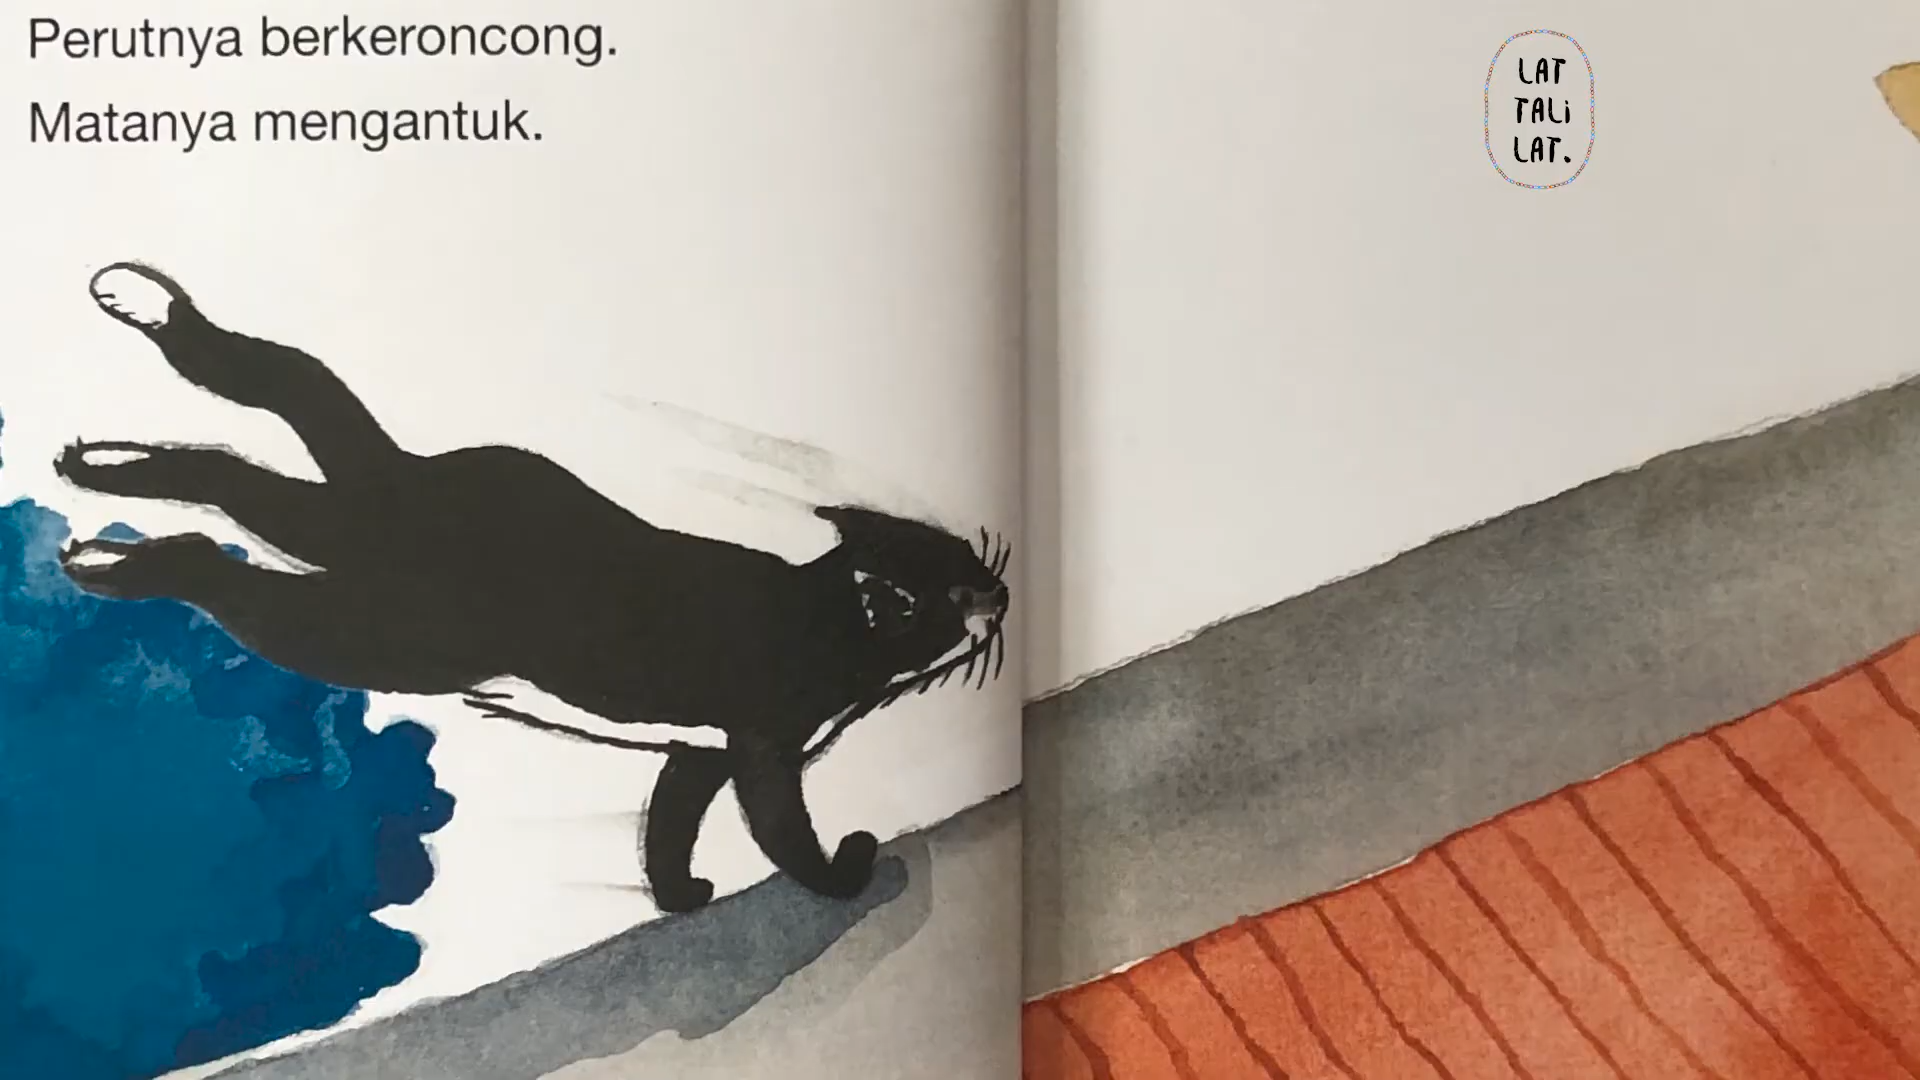 Perutnya berkeroncong.
Matanya mengantuk.
LAT
TALi
LAT.